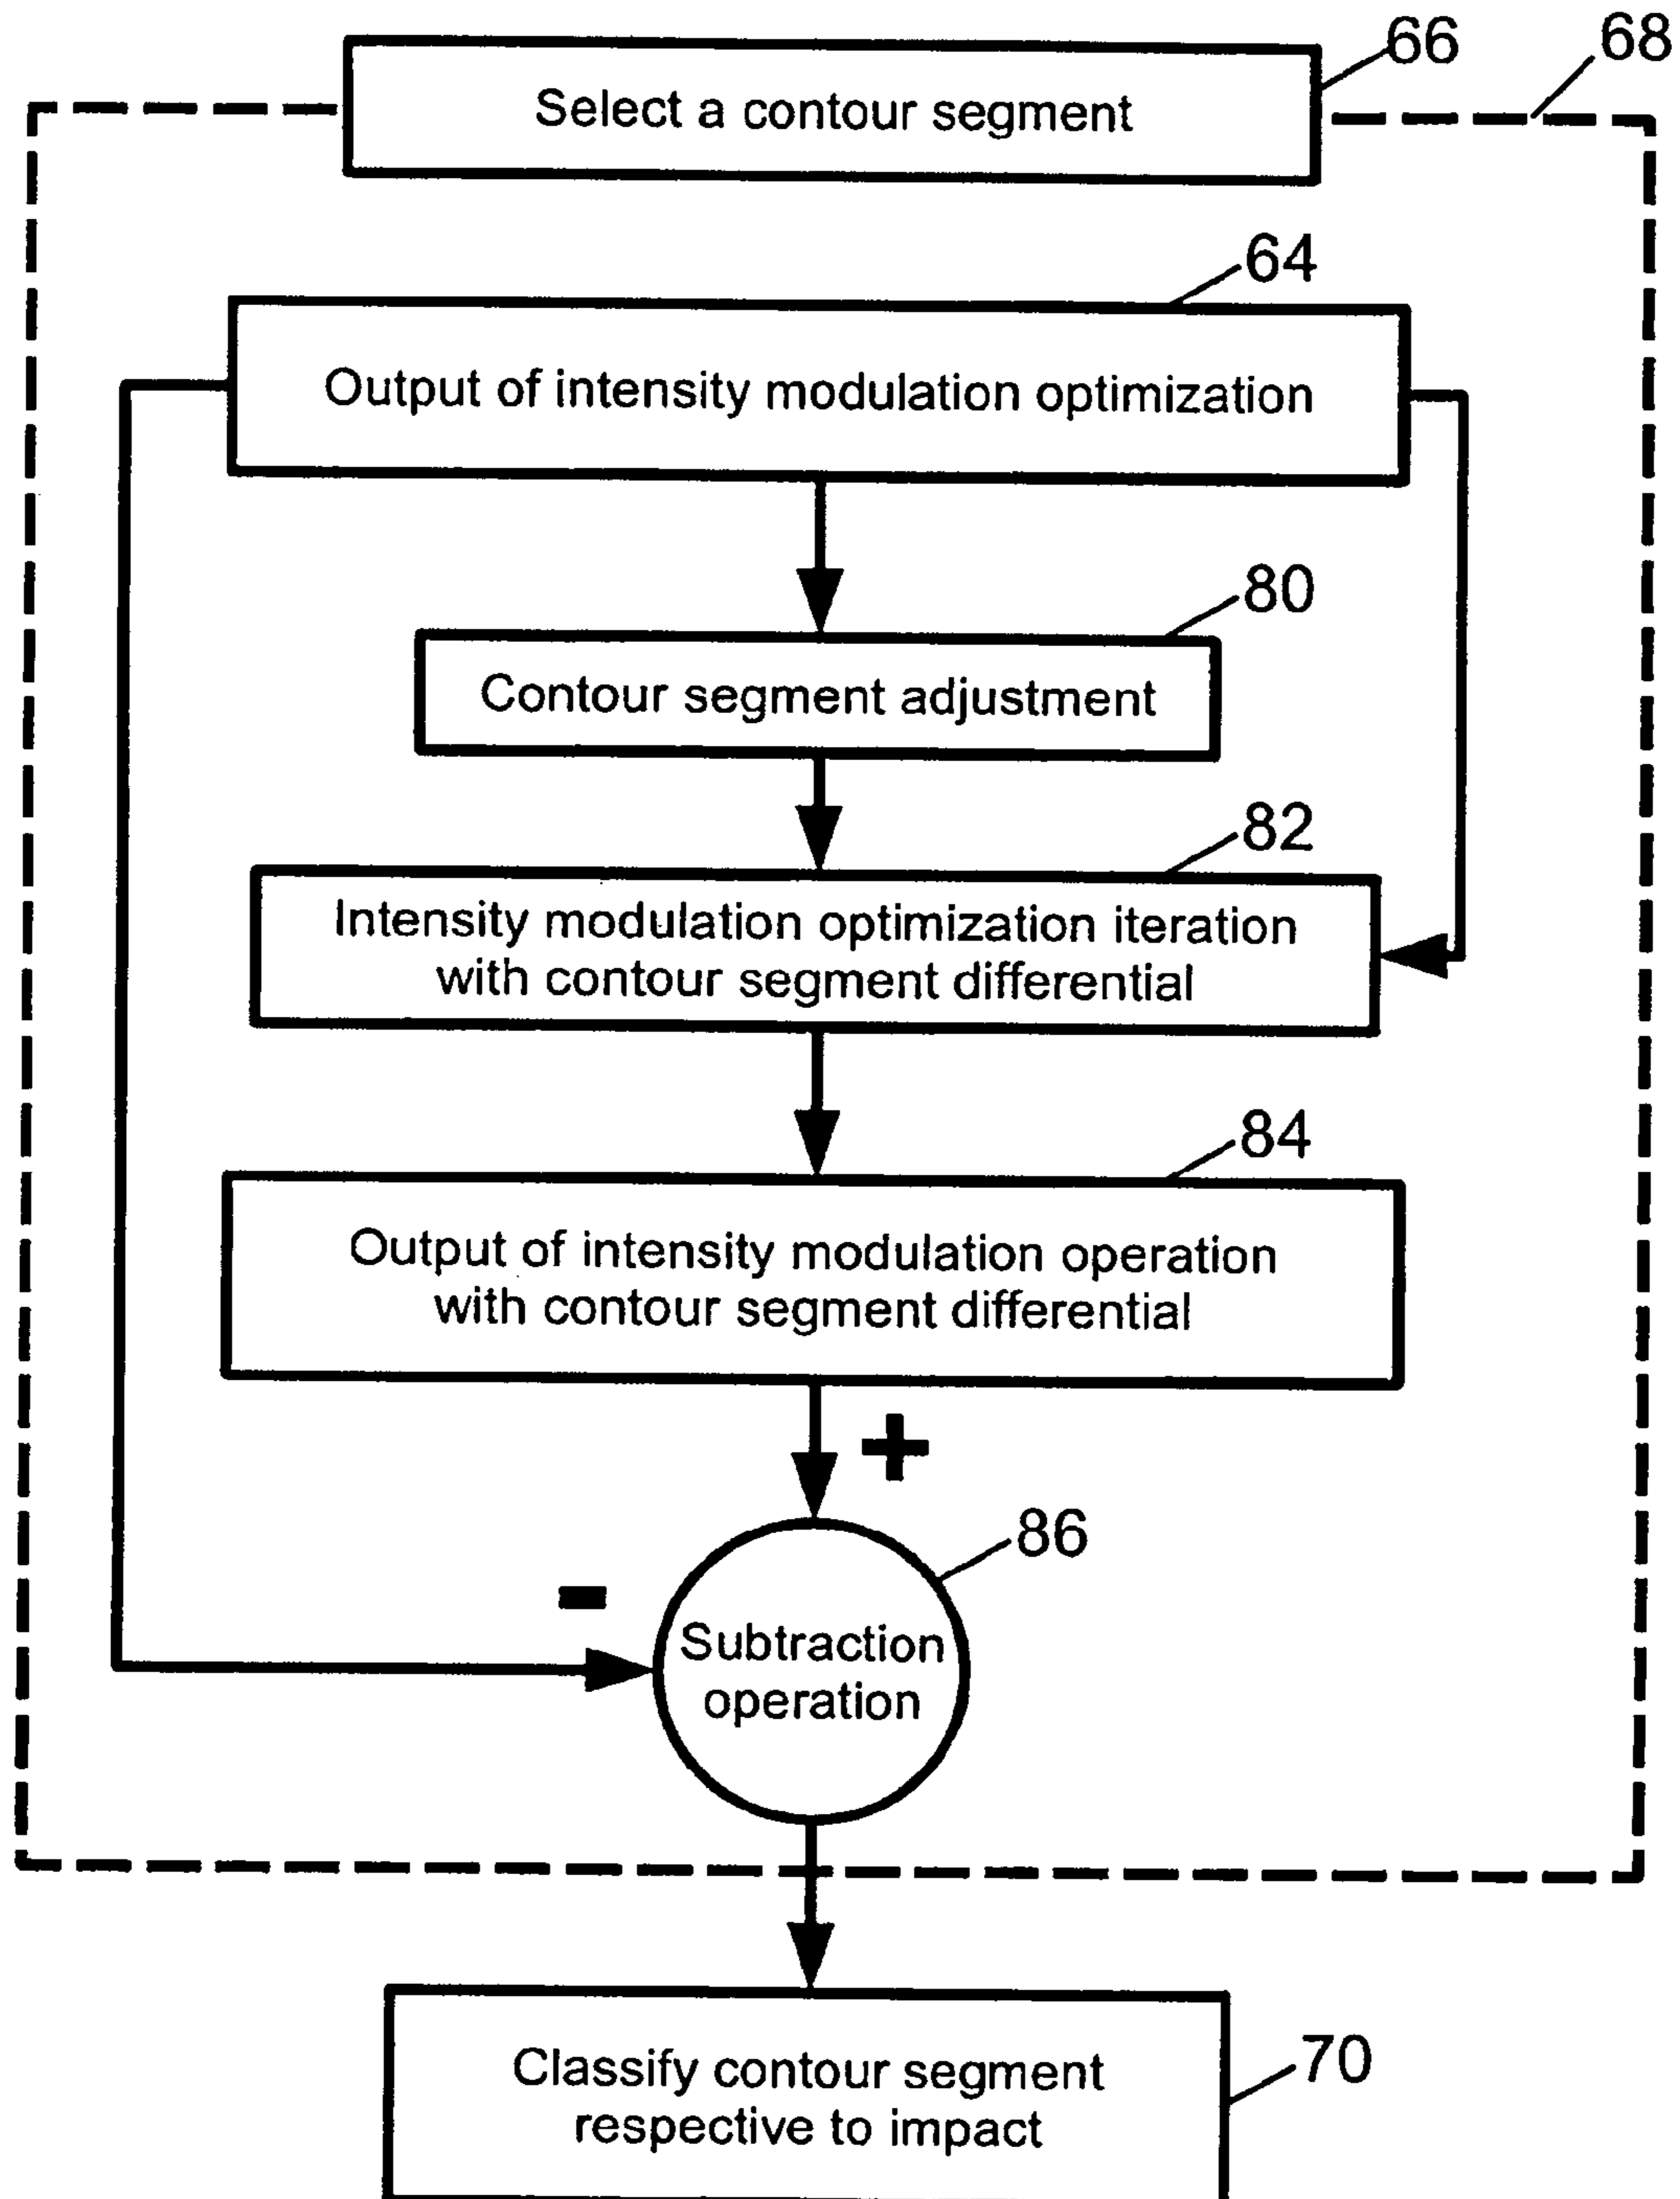 66
68
Select a contour segment
64
Output of intensity modulation optimization
80
Contour segment adjustment
82
Intensity modulation optimization iteration
with contour segment differential
84
Output of intensity modulation operation
with contour segment differential
+
86
-
Subtraction
operation
70
Classify contour segment
respective to impact